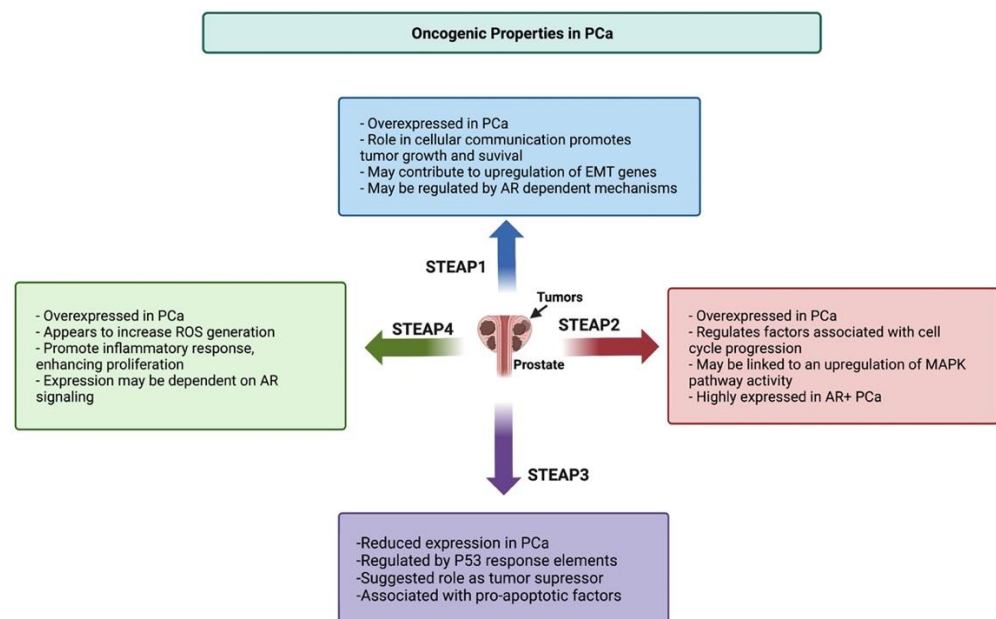 Oncogenic Properties in PCa
- Overexpressed in PCa
- Role in cellular communication promotes
tumor growth and suvival
- May contribute to upregulation of EMT genes
- May be regulated by AR dependent mechanisms
STEAP1
- Overexpressed in PCa
- Appears to increase ROS generation
- Promote inflammatory response,
enhancing proliferation
- Expression may be dependent on AR
signaling
STEAP4
Tumors
Prostate
STEAP2
- Overexpressed in PCa
- Regulates factors associated with cell
cycle progression
- May be linked to an upregulation of MAPK
pathway activity
- Highly expressed in AR+ PCa
STEAP3
-Reduced expression in PCa
-Regulated by P53 response elements
-Suggested role as tumor supressor
-Associated with pro-apoptotic factors